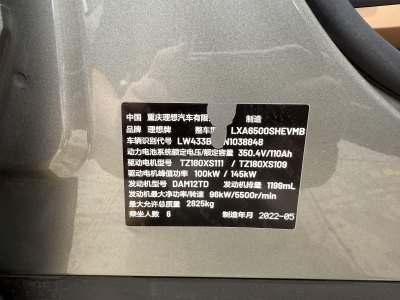 中国 重庆理想汽车有限 制造
品牌 理想牌 整车型 LXA6500SHEVMB
车辆识别代号 LW433B N1038848
动力电池系统额定电压/额定容量 350.4V/110Ah
驱动电机型号 TZ180XS111 / TZ180XS109
驱动电机峰值功率 100kW / 145kW
发动机型号 DAM12TD 发动机排量 1199mL
发动机最大净功率/转速 96kW/5500r/min
最大允许总质量 2825kg
乘坐人数 6 制造年月 2022-05